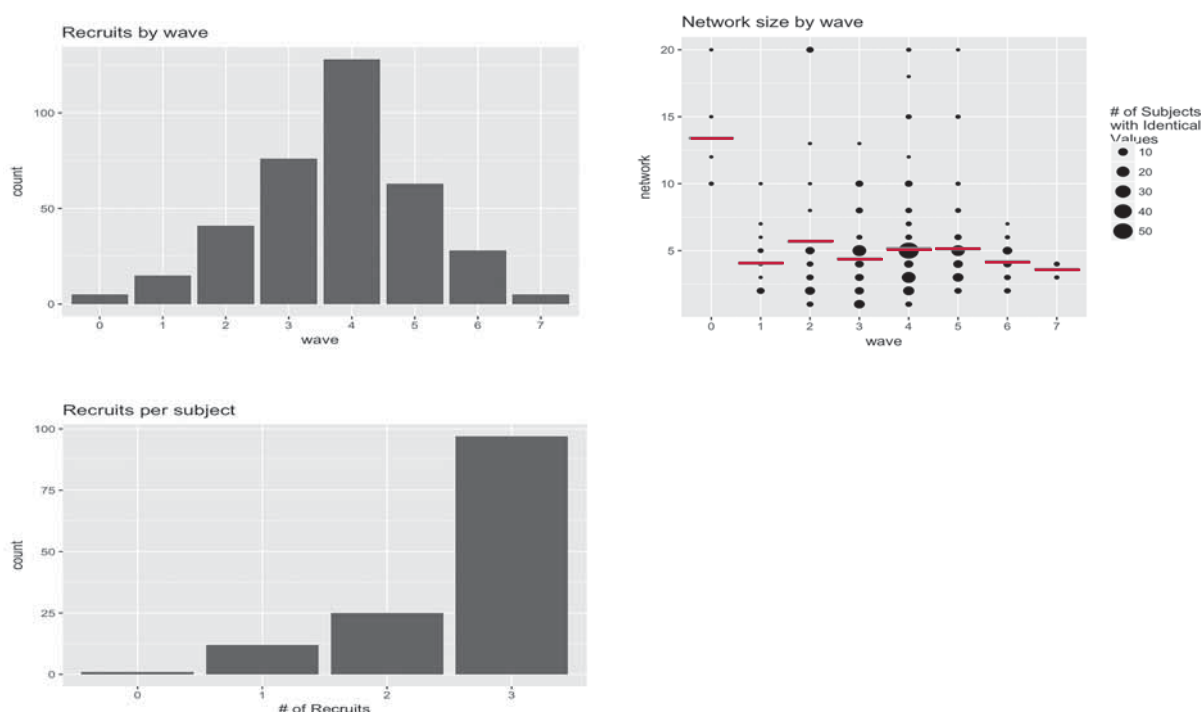 Recruits by wave
count
100
50
0
0 1 2 3 4 5 6 7
wave
Network size by wave
network
20
15
10
5
0 1 2 3 4 5 6 7
wave
# of Subjects
with Identical
Values
10
20
30
40
50
Recruits per subject
count
100
75
50
25
0
0 1 2 3
# of Recruits